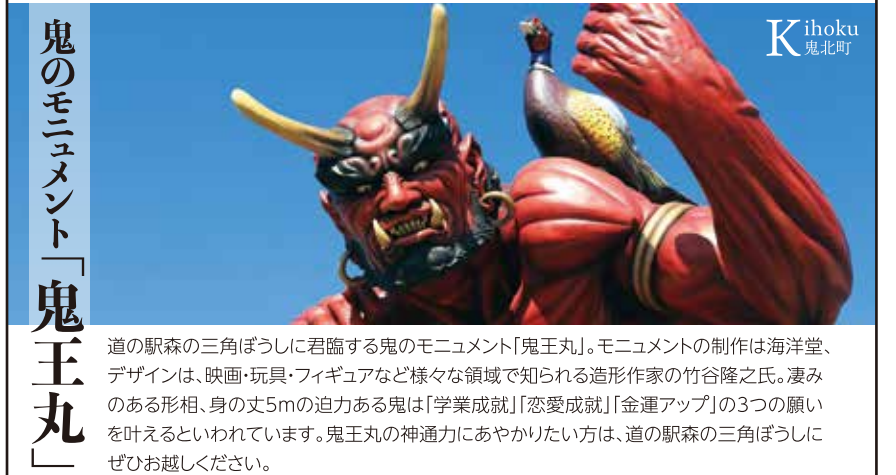 鬼のモニュメント「鬼王丸」
Kihoku
鬼北町
道の駅森の三角ぼうしに君臨する鬼のモニュメント「鬼王丸」。モニュメントの制作は海洋堂、
デザインは、映画・玩具・フィギュアなど様々な領域で知られる造形作家の竹谷隆之氏。凄み
のある形相、身の丈5mの迫力ある鬼は「学業成就」「恋愛成就」「金運アップ」の3つの願い
を叶えるといわれています。鬼王丸の神通力にあやかりたい方は、道の駅森の三角ぼうしに
ぜひお越しください。